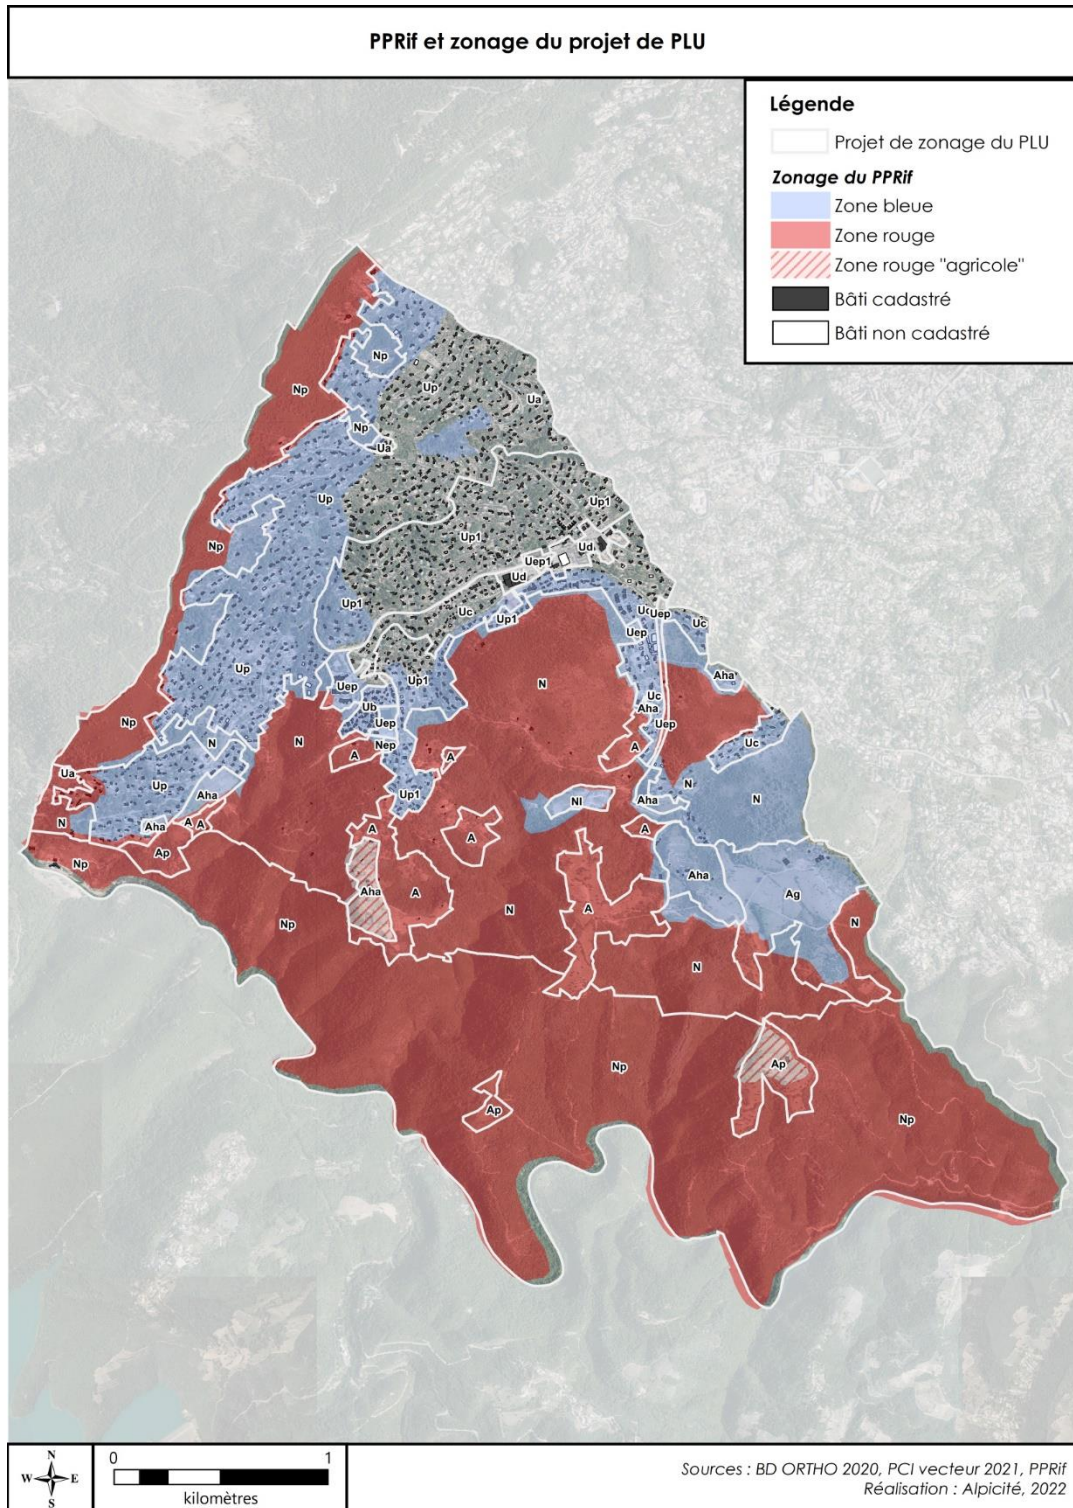 PPRif et zonage du projet de PLU
Légende
Projet de zonage du PLU
Zonage du PPRif
Zone bleue
Zone rouge
Zone rouge "agricole"
Bâti cadastré
Bâti non cadastré
Np
Up
Ua
Np
Np
Ua
Up
Up1
Up1
Ud
Uep1
Np
Ud
Up1
Uc
Up1
Uep
Uc
Uep
Up
Uep
Up1
Aha
N
Uc
Ub
Aha
Np
Uep
Uep
N
N
Nep
A
Uc
A
A
Ua
Up
N
Aha
Up1
Nl
Aha
N
N
Aha
A
A
A
A
A
Np
Ap
Aha
Aha
A
Ag
A
N
N
Np
N
Np
Ap
Ap
Np
N
W
E
S
0
1
kilomètres
Sources : BD ORTHO 2020, PCI vecteur 2021, PPRif
Réalisation : Alpicité, 2022